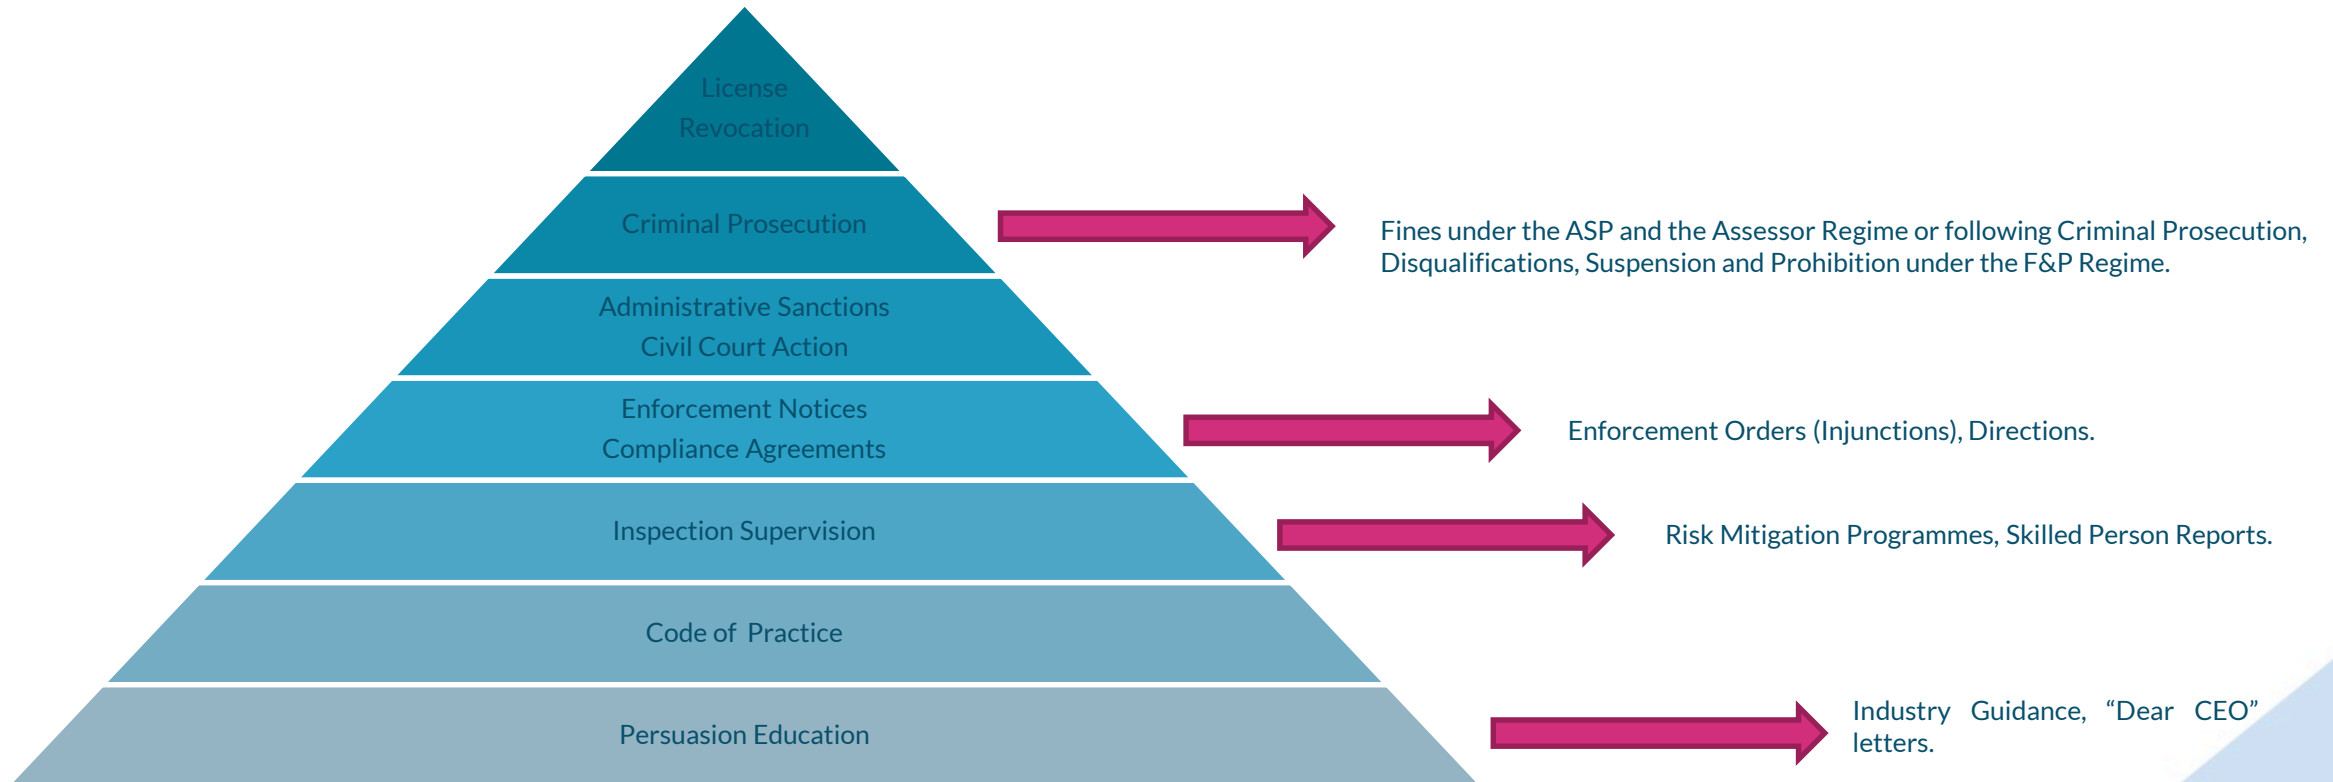 License
Revocation
Criminal Prosecution
Fines under the ASP and the Assessor Regime or following Criminal Prosecution,
Disqualifications, Suspension and Prohibition under the F&P Regime.
Administrative Sanctions
Civil Court Action
Enforcement Notices
Compliance Agreements
Enforcement Orders (Injunctions), Directions.
Inspection Supervision
Risk Mitigation Programmes, Skilled Person Reports.
Code of  Practice
Persuasion Education
Industry Guidance, “Dear CEO”
letters.